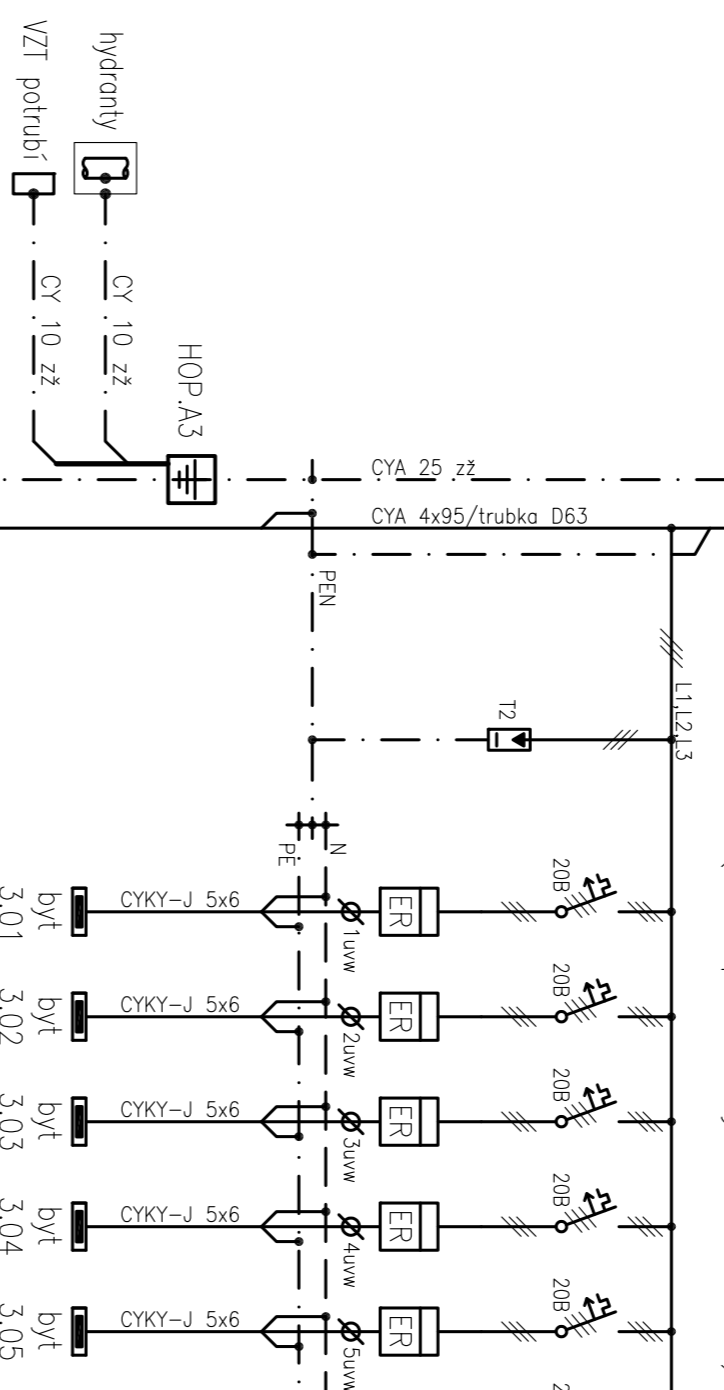 VZT potrubí
hydranty
CY 10 zž
CY 10 zž
HOP.A3
CYA 25 zž
CYA 4x95/trubka D63
PEN
T2
L1,L2,L3
N
PE
byt
3.01
CYKY-J 5x6
1uvw
ER
20B
byt
3.02
CYKY-J 5x6
2uvw
ER
20B
byt
3.03
CYKY-J 5x6
3uvw
ER
20B
byt
3.04
CYKY-J 5x6
4uvw
ER
20B
byt
3.05
CYKY-J 5x6
5uvw
ER
20B